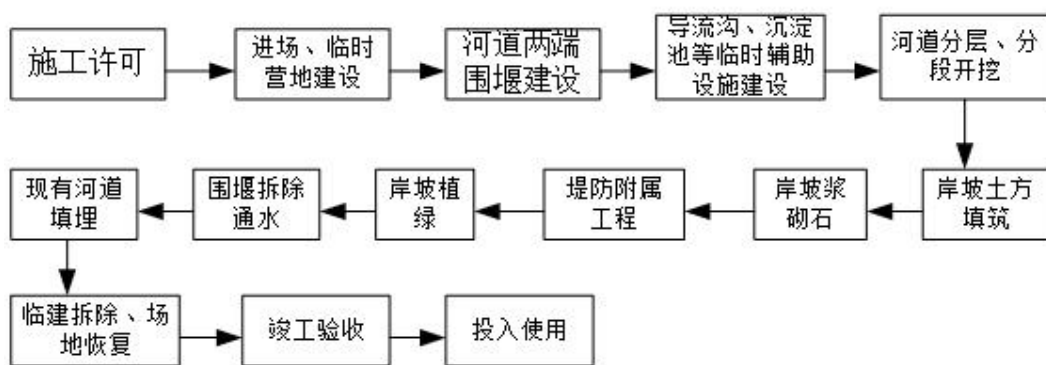 施工许可
进场、临时
营地建设
河道两端
围堰建设
导流沟、沉淀
池等临时辅助
设施建设
河道分层、分
段开挖
岸坡土方
填筑
岸坡浆
砌石
堤防附属
工程
岸坡植
绿
围堰拆除
通水
现有河道
填埋
临建拆除、场
地恢复
竣工验收
投入使用